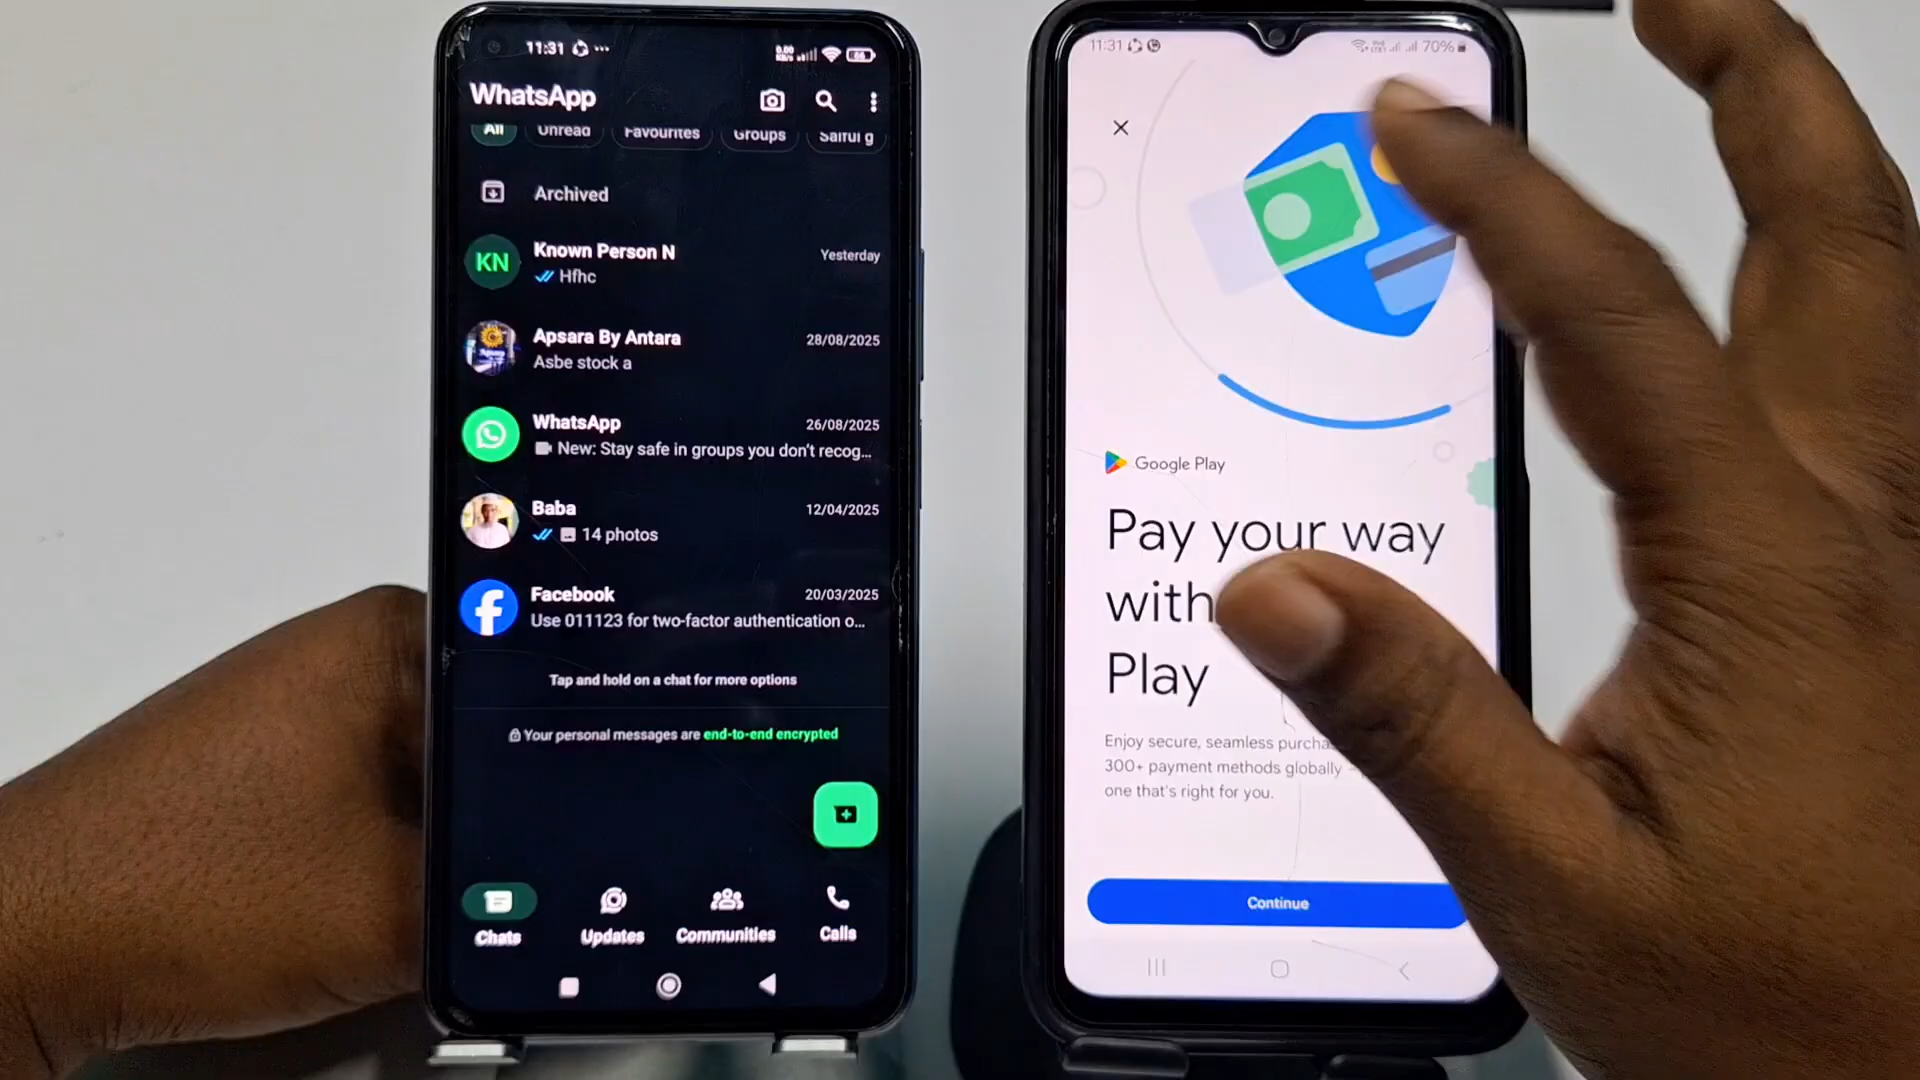 11:31
0.00
66
WhatsApp
All
Unread
Favourites
Groups
Saiful g
Archived
KN
Known Person N
Yesterday
Hfhc
Apsara By Antara
28/08/2025
Asbe stock a
WhatsApp
26/08/2025
New: Stay safe in groups you don't recog...
Baba
12/04/2025
14 photos
Facebook
20/03/2025
Use 011123 for two-factor authentication o...
Tap and hold on a chat for more options
Your personal messages are end-to-end encrypted
Chats
Updates
Communities
Calls
11:31
70%
Google Play
Pay your way
with
Play
Enjoy secure, seamless
300+ payment methods globally –
one that's right for you.
Continue